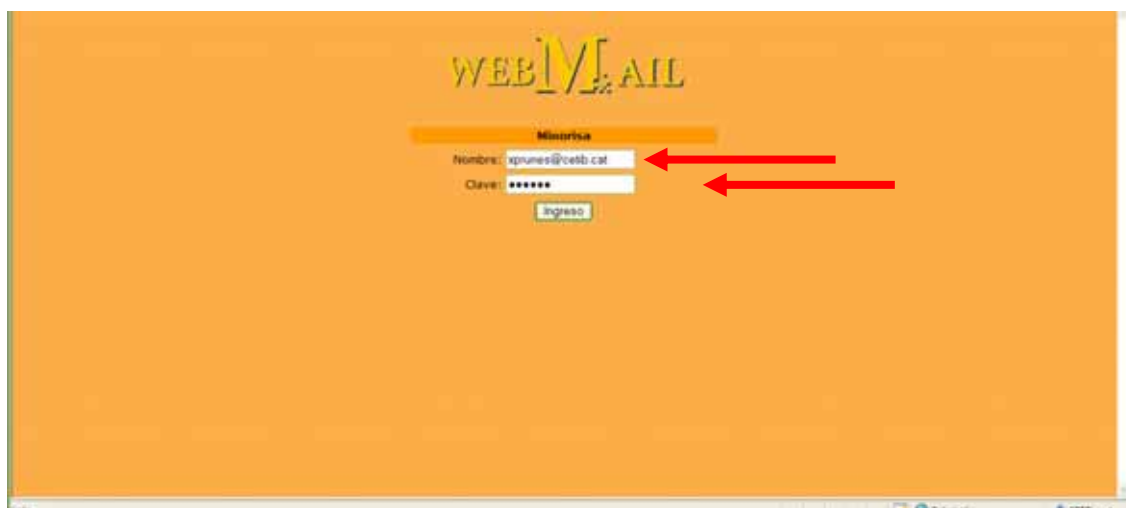 WEBMAIL
Minorisa
Nombre: xprunes@cetib.cat
Clave: ••••••
Ingreso